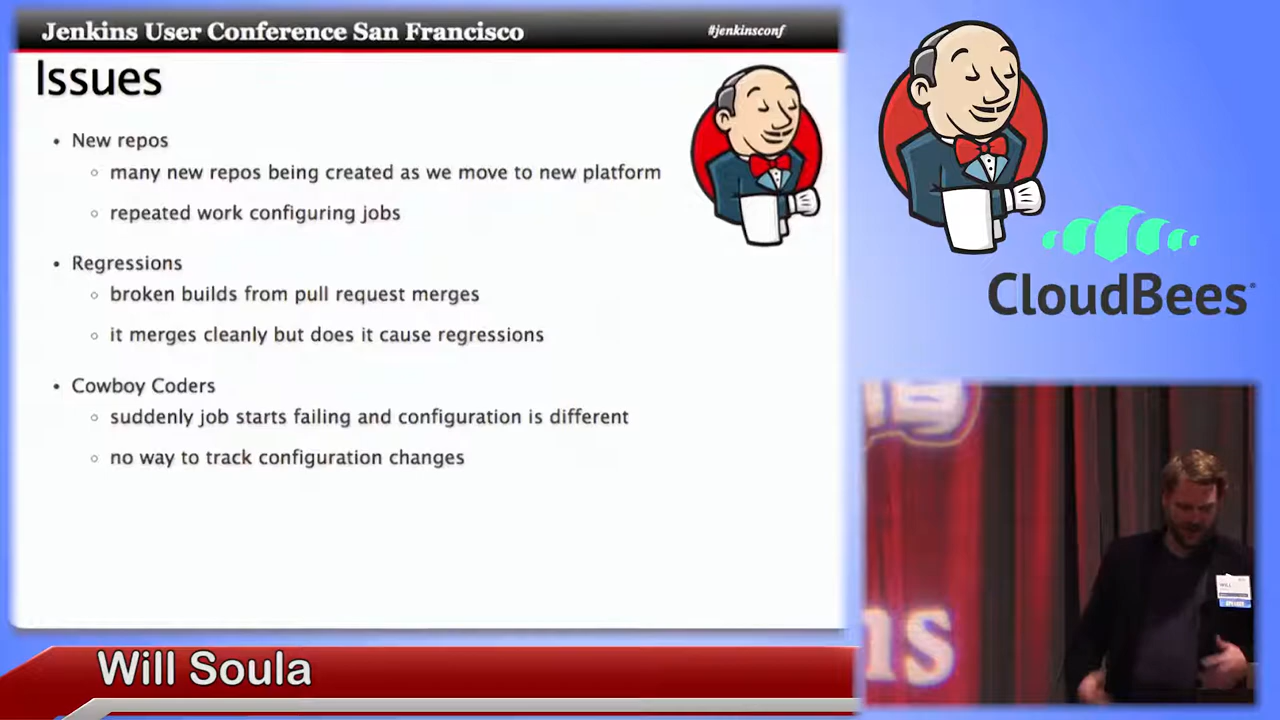 Jenkins User Conference San Francisco
#jenkinsconf
Issues
• New repos
◦ many new repos being created as we move to new platform
◦ repeated work configuring jobs
• Regressions
◦ broken builds from pull request merges
◦ it merges cleanly but does it cause regressions
• Cowboy Coders
◦ suddenly job starts failing and configuration is different
◦ no way to track configuration changes
CloudBees®
ns
WILL
Will Soula